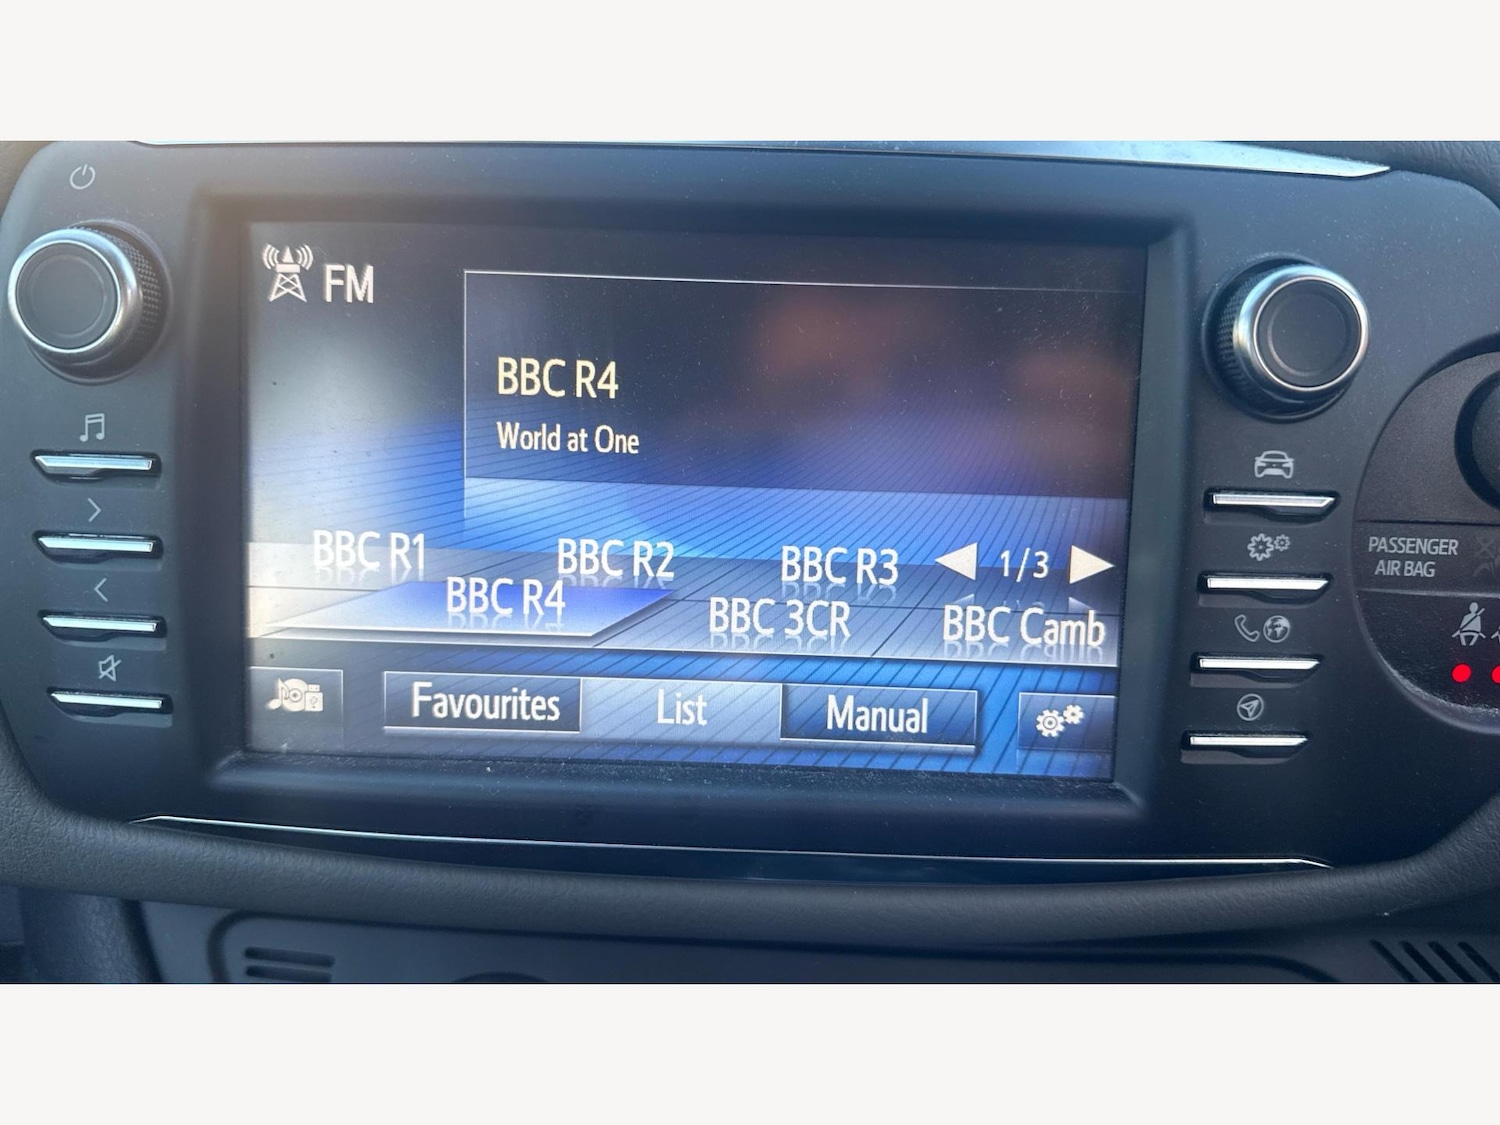 FM
BBC R4
World at One
BBC R1 BBC R2 BBC R3 1/3
BBC R4 BBC 3CR BBC Camb
Favourites List Manual
PASSENGER
AIR BAG